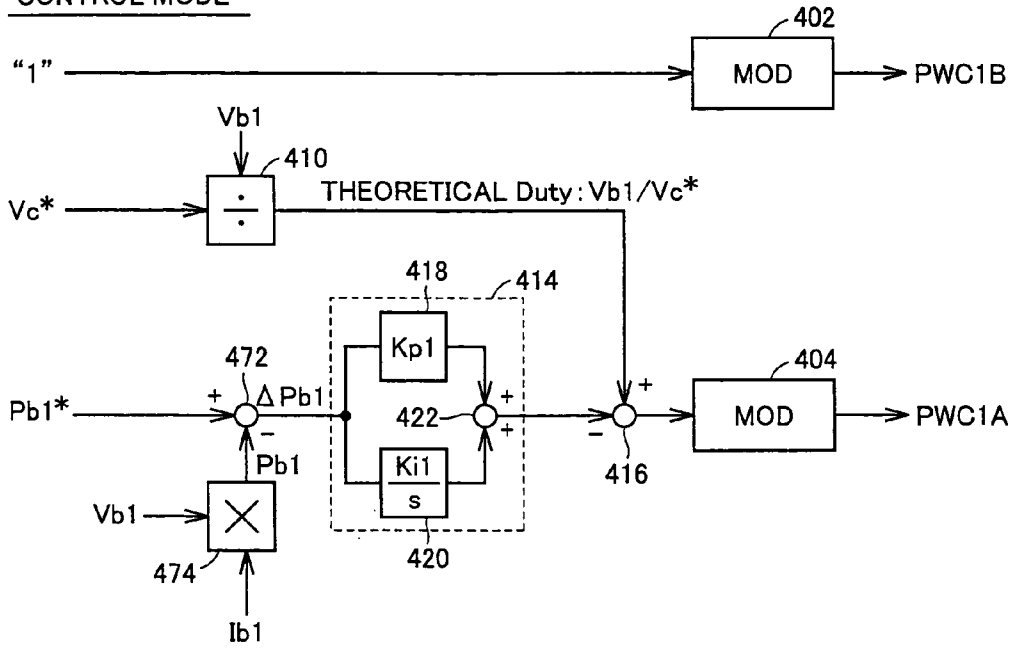 CONTROL MODE
402
"1"
MOD
PWC1B
Vb1
410
Vc*
÷
THEORETICAL Duty : Vb1/Vc*
418
414
Kp1
472
404
Pb1*
+
Δ Pb1
−
422
+
+
+
−
416
MOD
PWC1A
Pb1
Ki1
s
Vb1
×
474
420
Ib1